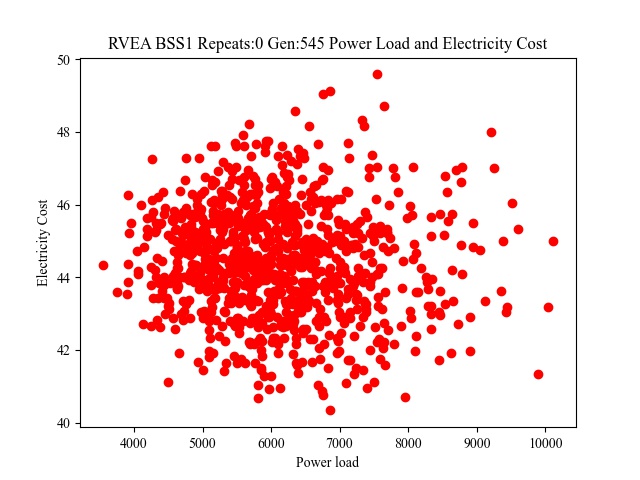 RVEA BSS1 Repeats:0 Gen:545 Power Load and Electricity Cost
50
48
46
44
42
40
Electricity Cost
4000 5000 6000 7000 8000 9000 10000
Power load